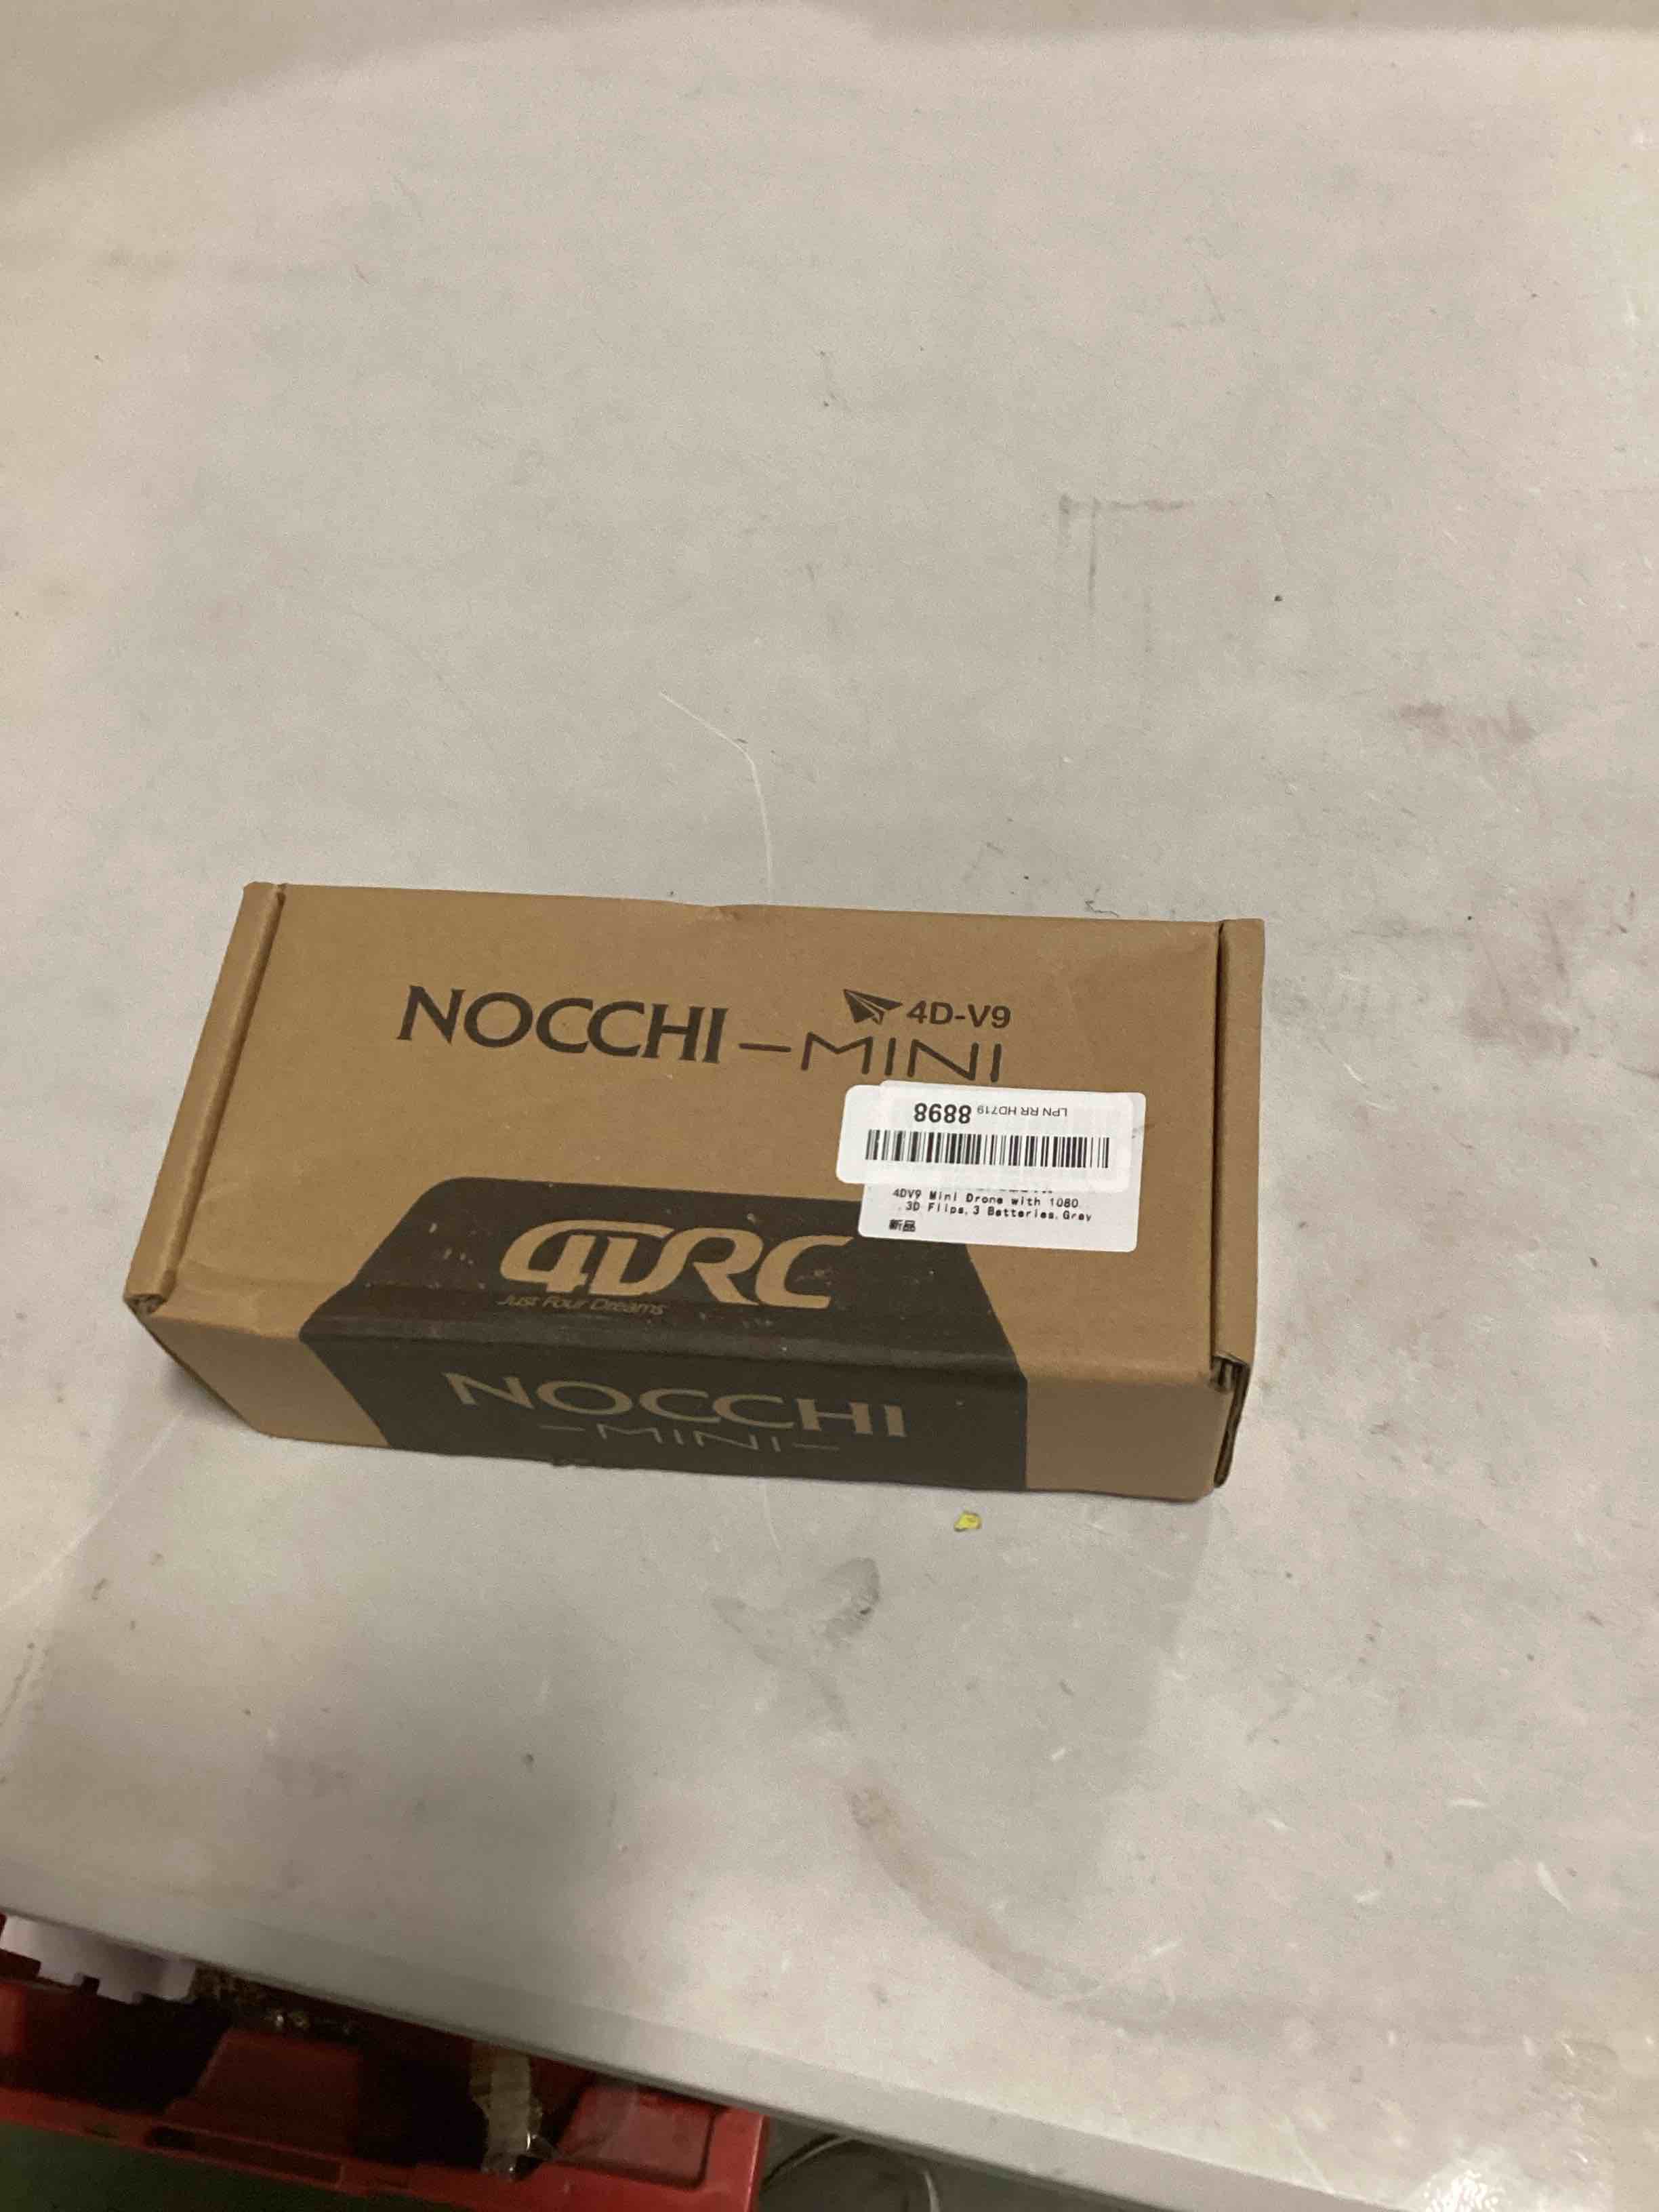 NOCCHI
4D-V9
-MINI
LPN RR HD719 8898
4DV9 Mini Drone with 1080
3D Flips, 3 Batteries, Gray
新品
4DRC
Just Four Dreams
NOCCHI
-MINI-